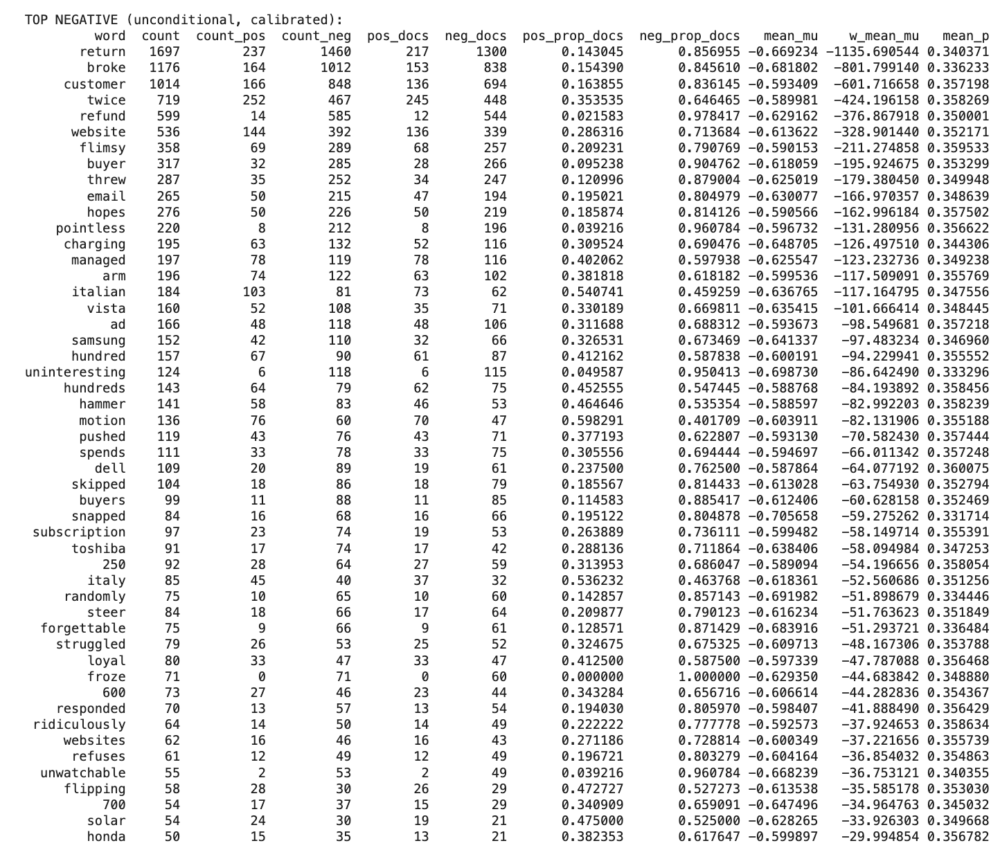 TOP NEGATIVE (unconditional, calibrated):
word count count_pos count_neg pos_docs neg_docs pos_prop_docs neg_prop_docs mean_mu w_mean_mu mean_p
return 1697 237 1460 217 1300 0.143045 0.856955 -0.669234 -1135.690544 0.340371
broke 1176 164 1012 153 838 0.154390 0.845610 -0.681802 -801.799140 0.336233
customer 1014 166 848 136 694 0.163855 0.836145 -0.593409 -601.716658 0.357198
twice 719 252 467 245 448 0.353535 0.646465 -0.589981 -424.196158 0.358269
refund 599 14 585 12 544 0.021583 0.978417 -0.629162 -376.867918 0.350001
website 536 144 392 136 339 0.286316 0.713684 -0.613622 -328.901440 0.352171
flimsy 358 69 289 68 257 0.209231 0.790769 -0.590153 -211.274858 0.359533
buyer 317 32 285 28 266 0.095238 0.904762 -0.618059 -195.924675 0.353299
threw 287 35 252 34 247 0.120996 0.879004 -0.625019 -179.380450 0.349948
email 265 50 215 47 194 0.195021 0.804979 -0.630077 -166.970357 0.348639
hopes 276 50 226 50 219 0.185874 0.814126 -0.590566 -162.996184 0.357502
pointless 220 8 212 8 196 0.039216 0.960784 -0.596732 -131.280956 0.356622
charging 195 63 132 52 116 0.309524 0.690476 -0.648705 -126.497510 0.344306
managed 197 78 119 78 116 0.402062 0.597938 -0.625547 -123.232736 0.349238
arm 196 74 122 63 102 0.381818 0.618182 -0.599536 -117.509091 0.355769
italian 184 103 81 73 62 0.540741 0.459259 -0.636765 -117.164795 0.347556
vista 160 52 108 35 71 0.330189 0.669811 -0.635415 -101.666414 0.348445
ad 166 48 118 48 106 0.311688 0.688312 -0.593673 -98.549681 0.357218
samsung 152 42 110 32 66 0.326531 0.673469 -0.641337 -97.483234 0.346960
hundred 157 67 90 61 87 0.412162 0.587838 -0.600191 -94.229941 0.355552
uninteresting 124 6 118 6 115 0.049587 0.950413 -0.698730 -86.642490 0.333296
hundreds 143 64 79 62 75 0.452555 0.547445 -0.588768 -84.193892 0.358456
hammer 141 58 83 46 53 0.464646 0.535354 -0.588597 -82.992203 0.358239
motion 136 76 60 70 47 0.598291 0.401709 -0.603911 -82.131906 0.355188
pushed 119 43 76 43 71 0.377193 0.622807 -0.593130 -70.582430 0.357444
spends 111 33 78 33 75 0.305556 0.694444 -0.594697 -66.011342 0.357248
dell 109 20 89 19 61 0.237500 0.762500 -0.587864 -64.077192 0.360075
skipped 104 18 86 18 79 0.185567 0.814433 -0.613028 -63.754930 0.352794
buyers 99 11 88 11 85 0.114583 0.885417 -0.612406 -60.628158 0.352469
snapped 84 16 68 16 66 0.195122 0.804878 -0.705658 -59.275262 0.331714
subscription 97 23 74 19 53 0.263889 0.736111 -0.599482 -58.149714 0.355391
toshiba 91 17 74 17 42 0.288136 0.711864 -0.638406 -58.094984 0.347253
250 92 28 64 27 59 0.313953 0.686047 -0.589094 -54.196656 0.358054
italy 85 45 40 37 32 0.536232 0.463768 -0.618361 -52.560686 0.351256
randomly 75 10 65 10 60 0.142857 0.857143 -0.691982 -51.898679 0.334446
steer 84 18 66 17 64 0.209877 0.790123 -0.616234 -51.763623 0.351849
forgettable 75 9 66 9 61 0.128571 0.871429 -0.683916 -51.293721 0.336484
struggled 79 26 53 25 52 0.324675 0.675325 -0.609713 -48.167306 0.353788
loyal 80 33 47 33 47 0.412500 0.587500 -0.597339 -47.787088 0.356468
froze 71 0 71 0 60 0.000000 1.000000 -0.629350 -44.683842 0.348880
600 73 27 46 23 44 0.343284 0.656716 -0.606614 -44.282836 0.354367
responded 70 13 57 13 54 0.194030 0.805970 -0.598407 -41.888490 0.356429
ridiculously 64 14 50 14 49 0.222222 0.777778 -0.592573 -37.924653 0.358634
websites 62 16 46 16 43 0.271186 0.728814 -0.600349 -37.221656 0.355739
refuses 61 12 49 12 49 0.196721 0.803279 -0.604164 -36.854032 0.354863
unwatchable 55 2 53 2 49 0.039216 0.960784 -0.668239 -36.753121 0.340355
flipping 58 28 30 26 29 0.472727 0.527273 -0.613538 -35.585178 0.353030
700 54 17 37 15 29 0.340909 0.659091 -0.647496 -34.964763 0.345032
solar 54 24 30 19 21 0.475000 0.525000 -0.628265 -33.926303 0.349668
honda 50 15 35 13 21 0.382353 0.617647 -0.599897 -29.994854 0.356782